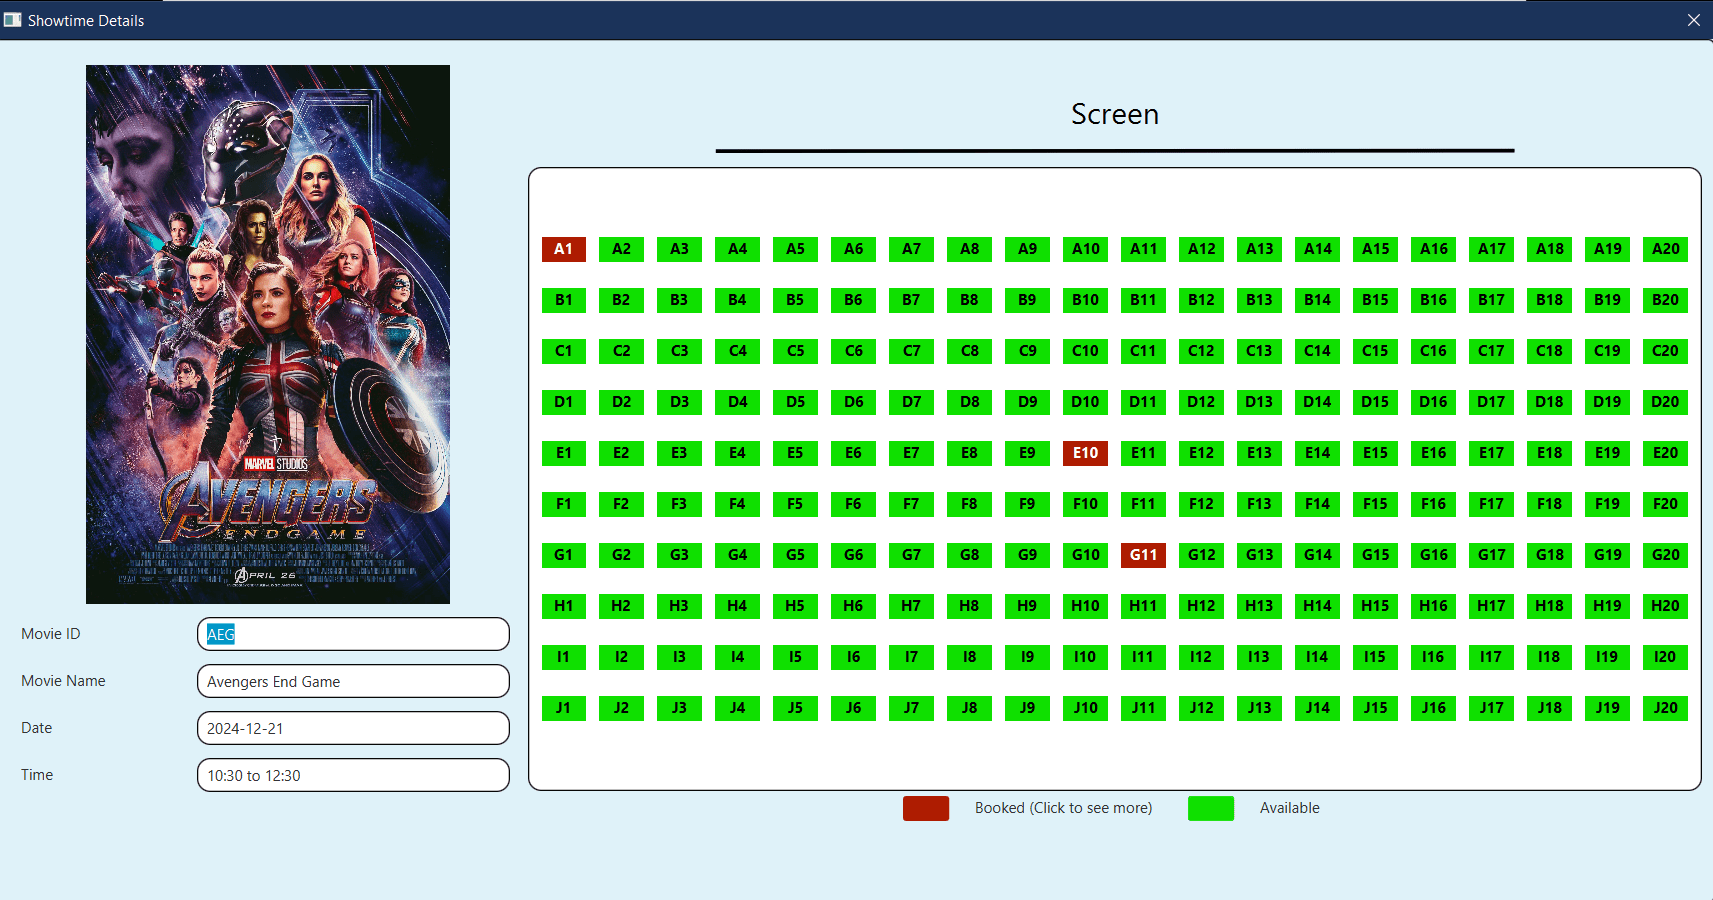 Showtime Details
MARVEL STUDIOS
AVENGERS
ENDGAME
APRIL 26
Movie ID AEG
Movie Name Avengers End Game
Date 2024-12-21
Time 10:30 to 12:30
Screen
A1 A2 A3 A4 A5 A6 A7 A8 A9 A10 A11 A12 A13 A14 A15 A16 A17 A18 A19 A20
B1 B2 B3 B4 B5 B6 B7 B8 B9 B10 B11 B12 B13 B14 B15 B16 B17 B18 B19 B20
C1 C2 C3 C4 C5 C6 C7 C8 C9 C10 C11 C12 C13 C14 C15 C16 C17 C18 C19 C20
D1 D2 D3 D4 D5 D6 D7 D8 D9 D10 D11 D12 D13 D14 D15 D16 D17 D18 D19 D20
E1 E2 E3 E4 E5 E6 E7 E8 E9 E10 E11 E12 E13 E14 E15 E16 E17 E18 E19 E20
F1 F2 F3 F4 F5 F6 F7 F8 F9 F10 F11 F12 F13 F14 F15 F16 F17 F18 F19 F20
G1 G2 G3 G4 G5 G6 G7 G8 G9 G10 G11 G12 G13 G14 G15 G16 G17 G18 G19 G20
H1 H2 H3 H4 H5 H6 H7 H8 H9 H10 H11 H12 H13 H14 H15 H16 H17 H18 H19 H20
I1 I2 I3 I4 I5 I6 I7 I8 I9 I10 I11 I12 I13 I14 I15 I16 I17 I18 I19 I20
J1 J2 J3 J4 J5 J6 J7 J8 J9 J10 J11 J12 J13 J14 J15 J16 J17 J18 J19 J20
Booked (Click to see more) Available